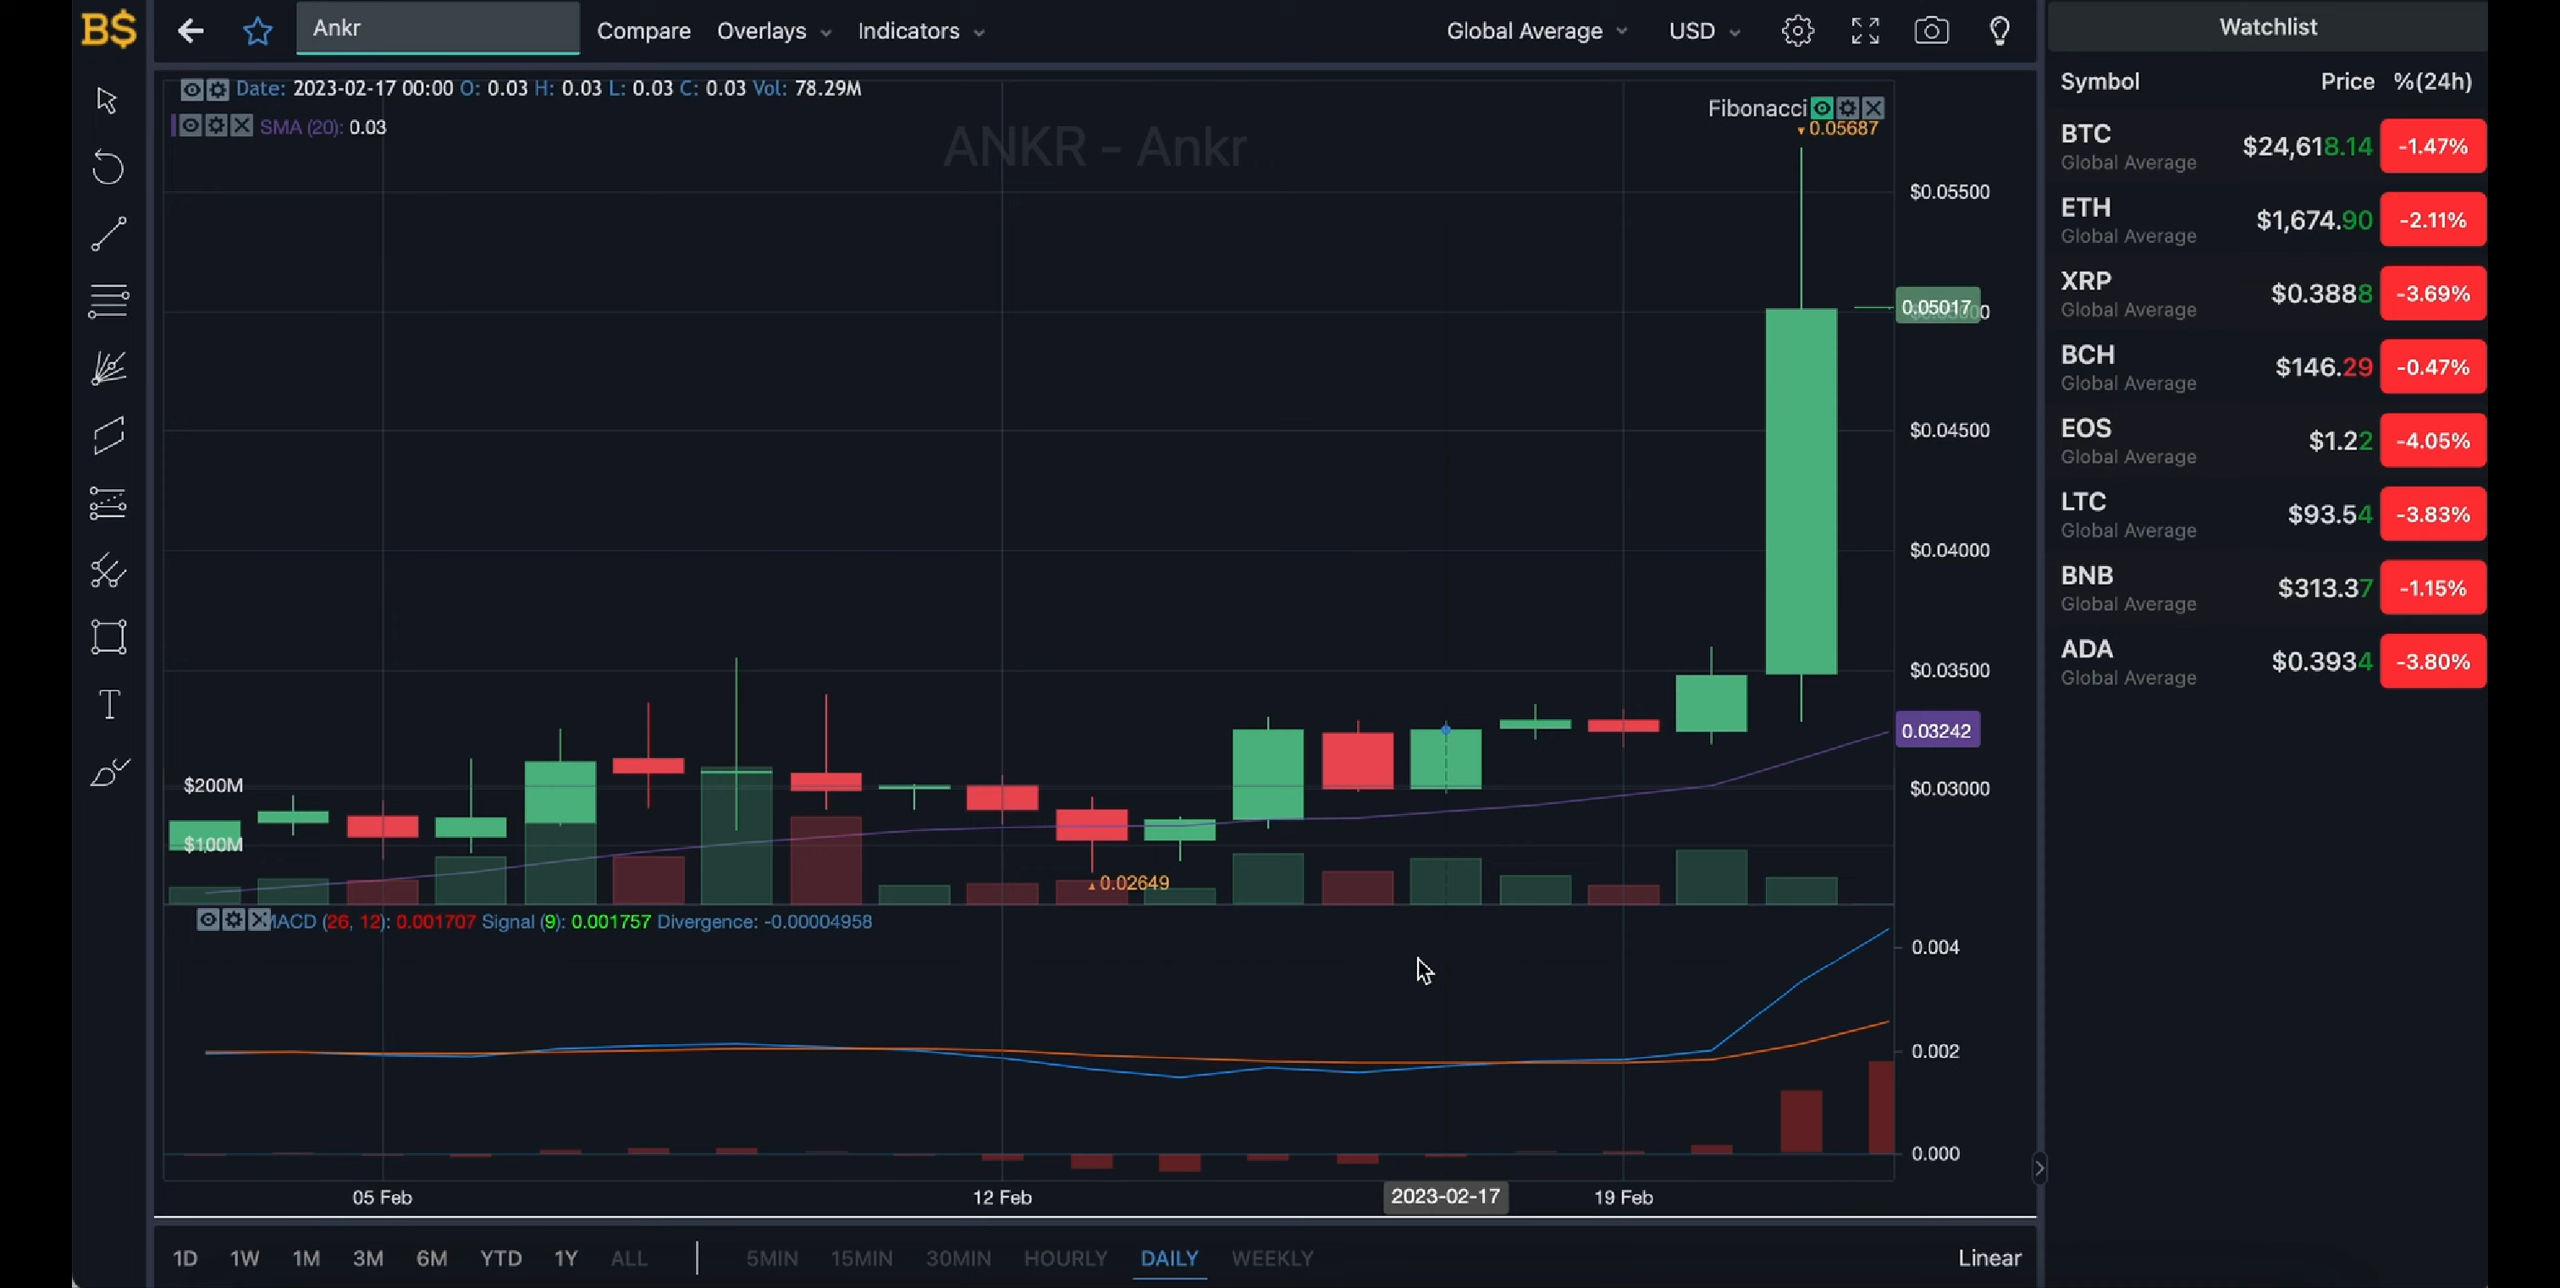 B$
Ankr
Compare Overlays Indicators
Global Average USD
Date: 2023-02-17 00:00 O: 0.03 H: 0.03 L: 0.03 C: 0.03 Vol: 78.29M
SMA (20): 0.03
ANKR - Ankr
Fibonacci
0.05687
$0.05500
0.05017
$0.04500
$0.04000
$0.03500
0.03242
$0.03000
$200M
$100M
0.02649
MACD (26, 12): 0.001707 Signal (9): 0.001757 Divergence: -0.00004958
0.004
0.002
0.000
05 Feb 12 Feb 2023-02-17 19 Feb
1D 1W 1M 3M 6M YTD 1Y ALL 5MIN 15MIN 30MIN HOURLY DAILY WEEKLY Linear
Watchlist
Symbol Price %(24h)
BTC $24,618.14 -1.47%
Global Average
ETH $1,674.90 -2.11%
Global Average
XRP $0.3888 -3.69%
Global Average
BCH $146.29 -0.47%
Global Average
EOS $1.22 -4.05%
Global Average
LTC $93.54 -3.83%
Global Average
BNB $313.37 -1.15%
Global Average
ADA $0.3934 -3.80%
Global Average